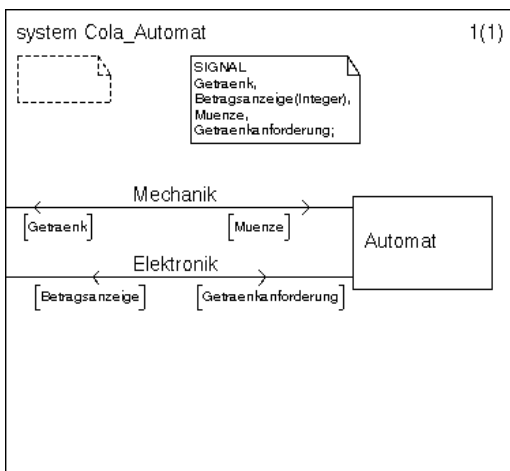 system Cola_Automat
1(1)
SIGNAL
Getraenk,
Betragsanzeige(Integer),
Muenze,
Getraenkanforderung;
Mechanik
[Getraenk]
[Muenze]
Automat
Elektronik
[Betragsanzeige]
[Getraenkanforderung]